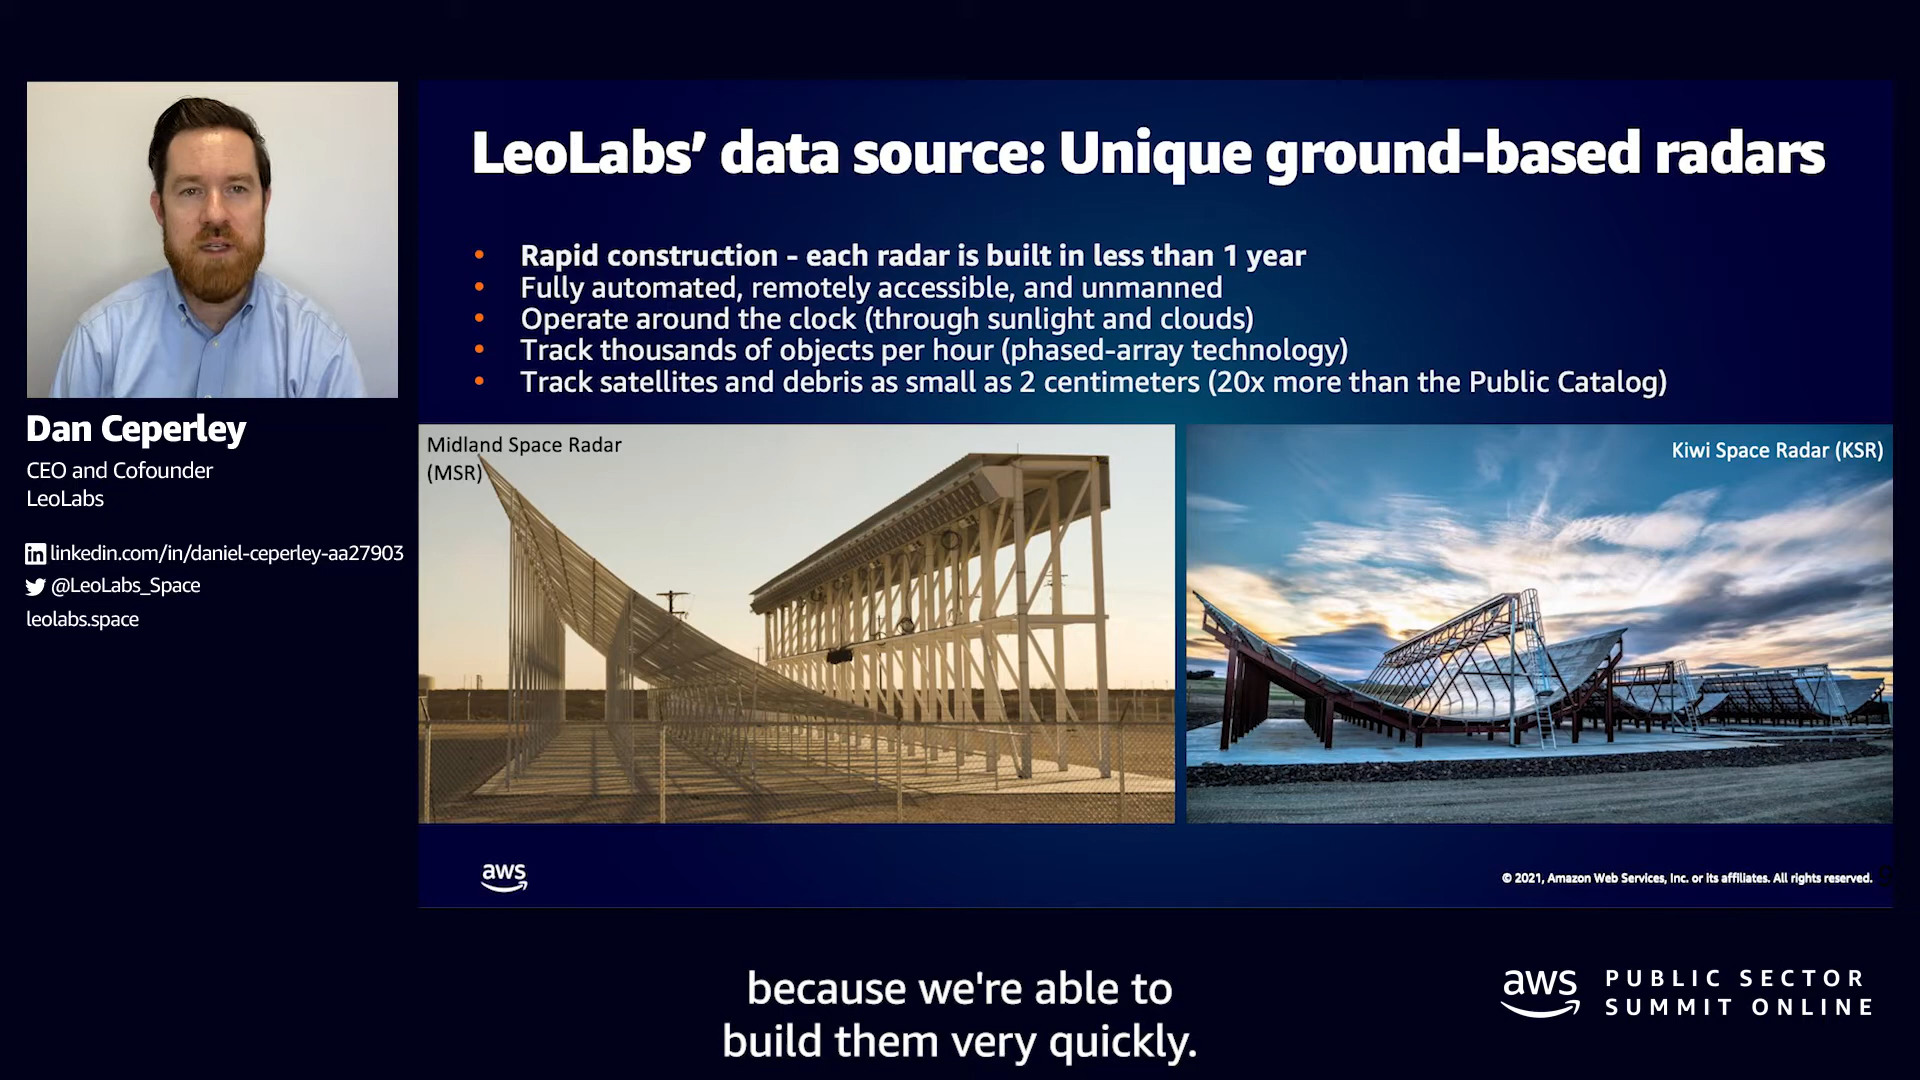 LeoLabs’ data source: Unique ground-based radars
• Rapid construction - each radar is built in less than 1 year
• Fully automated, remotely accessible, and unmanned
• Operate around the clock (through sunlight and clouds)
• Track thousands of objects per hour (phased-array technology)
• Track satellites and debris as small as 2 centimeters (20x more than the Public Catalog)
Midland Space Radar
(MSR)
Kiwi Space Radar (KSR)
aws
© 2021, Amazon Web Services, Inc. or its affiliates. All rights reserved.
Dan Ceperley
CEO and Cofounder
LeoLabs
in linkedin.com/in/daniel-ceperley-aa27903
@LeoLabs_Space
leolabs.space
because we're able to
build them very quickly.
aws PUBLIC SECTOR
SUMMIT ONLINE